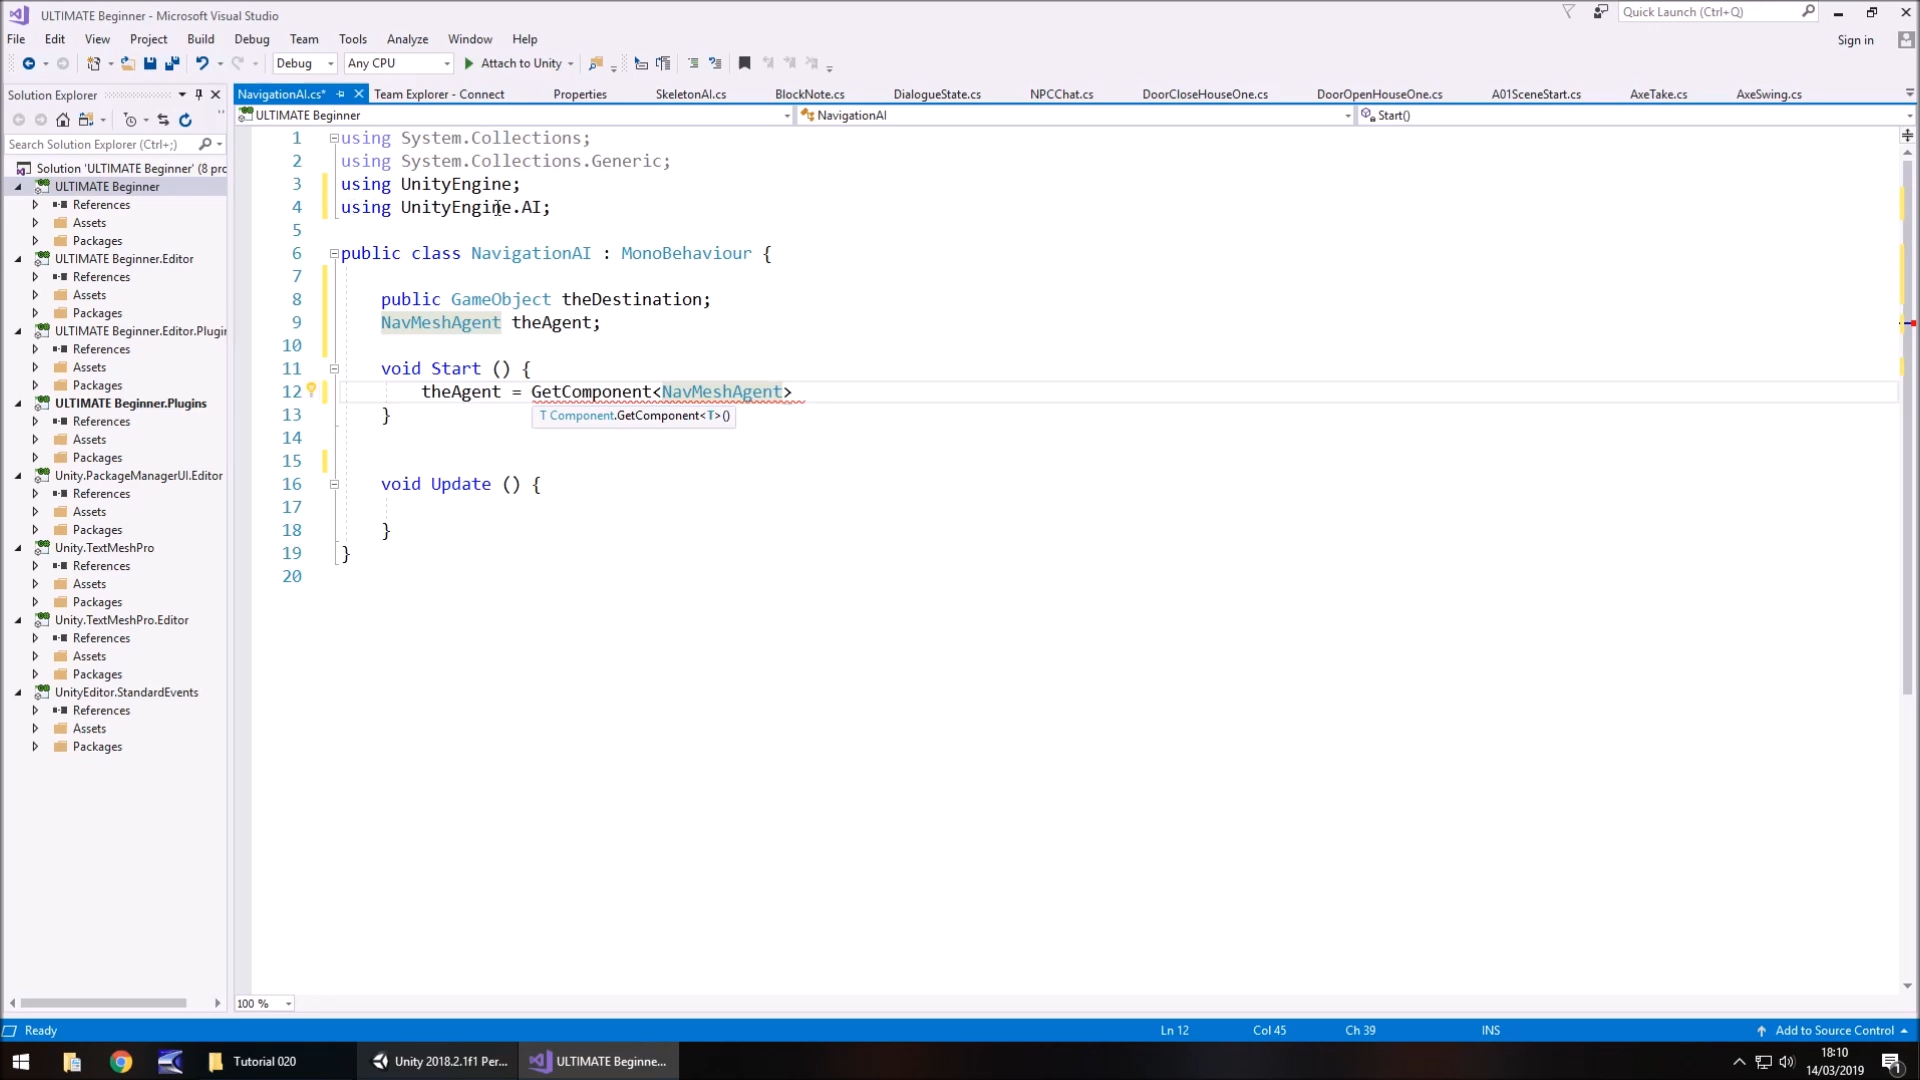 ULTIMATE Beginner - Microsoft Visual Studio
Quick Launch (Ctrl+Q)
File Edit View Project Build Debug Team Tools Analyze Window Help
Sign in
Debug Any CPU Attach to Unity
Solution Explorer
NavigationAI.cs* Team Explorer - Connect Properties SkeletonAI.cs BlockNote.cs DialogueState.cs NPCChat.cs DoorCloseHouseOne.cs DoorOpenHouseOne.cs A01SceneStart.cs AxeTake.cs AxeSwing.cs
ULTIMATE Beginner NavigationAI Start()
Search Solution Explorer (Ctrl+;)
Solution 'ULTIMATE Beginner' (8 prc
ULTIMATE Beginner
References
Assets
Packages
ULTIMATE Beginner.Editor
References
Assets
Packages
ULTIMATE Beginner.Editor.Plugin
References
Assets
Packages
ULTIMATE Beginner.Plugins
References
Assets
Packages
Unity.PackageManagerUI.Editor
References
Assets
Packages
Unity.TextMeshPro
References
Assets
Packages
Unity.TextMeshPro.Editor
References
Assets
Packages
UnityEditor.StandardEvents
References
Assets
Packages
1 using System.Collections;
2 using System.Collections.Generic;
3 using UnityEngine;
4 using UnityEngine.AI;
5
6 public class NavigationAI : MonoBehaviour {
7
8 public GameObject theDestination;
9 NavMeshAgent theAgent;
10
11 void Start () {
12 theAgent = GetComponent<NavMeshAgent>
13 }
T Component.GetComponent<T>()
14
15
16 void Update () {
17
18 }
19 }
20
100 %
Ready Ln 12 Col 45 Ch 39 INS Add to Source Control
Tutorial 020 Unity 2018.2.1f1 Per... ULTIMATE Beginne...
18:10
14/03/2019
1